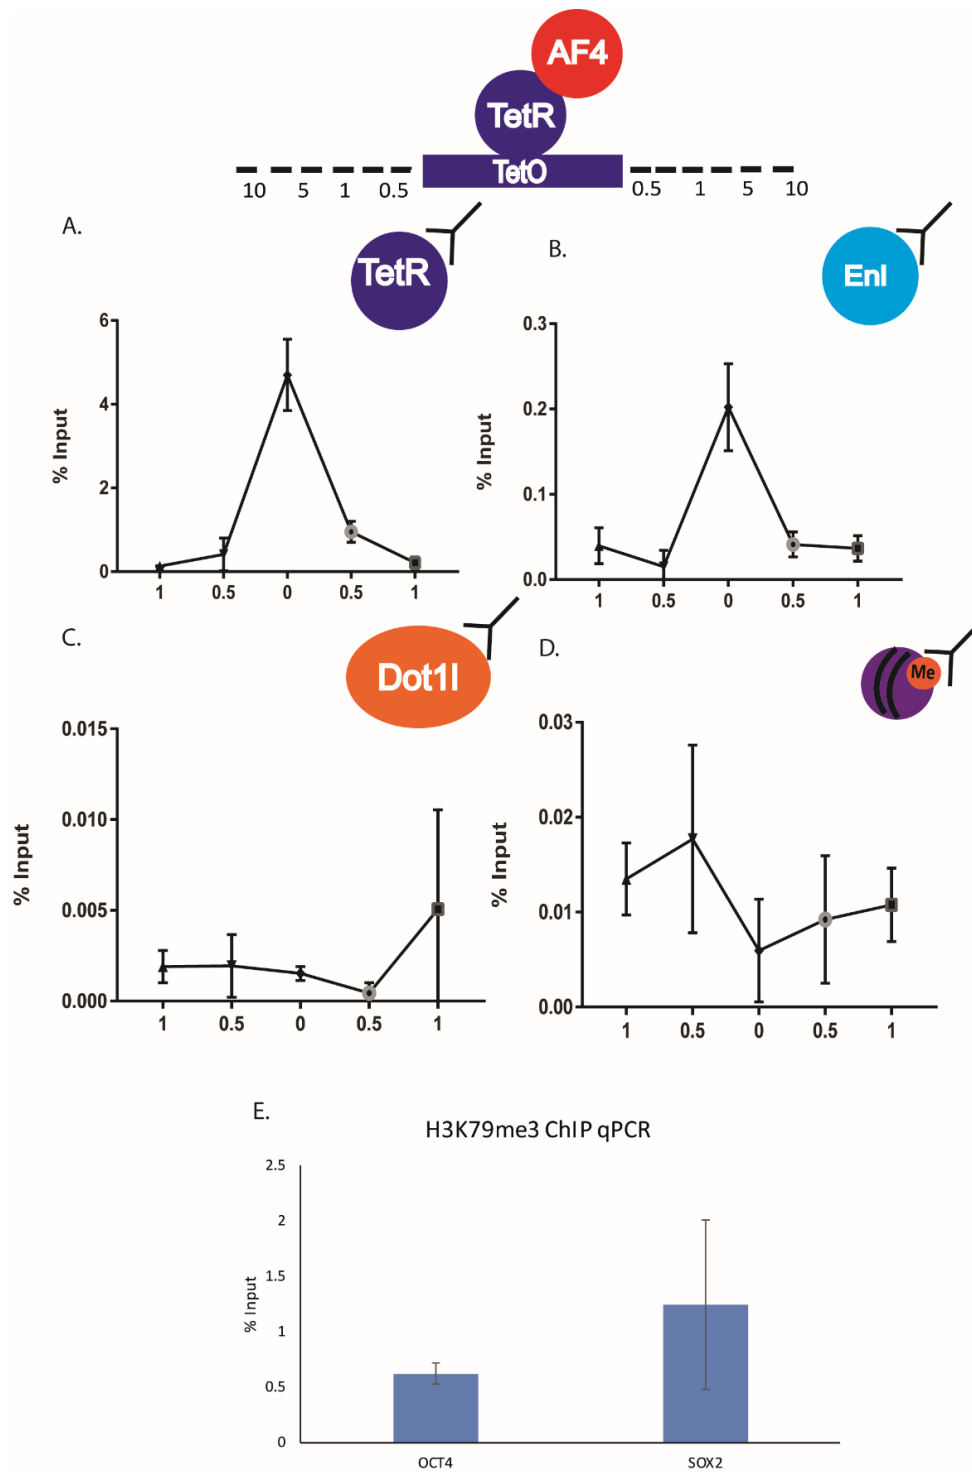 AF4
TetR
TetO
10 5 1 0.5 0.5 1 5 10
A.
TetR
B.
Enl
6
4
2
0
% Input
1 0.5 0 0.5 1
0.3
0.2
0.1
0.0
% Input
1 0.5 0 0.5 1
C.
Dot1l
D.
Me
0.015
0.010
0.005
0.000
% Input
1 0.5 0 0.5 1
0.03
0.02
0.01
0.00
% Input
1 0.5 0 0.5 1
E.
H3K79me3 ChIP qPCR
2.5
2
1.5
1
0.5
0
% Input
OCT4 SOX2